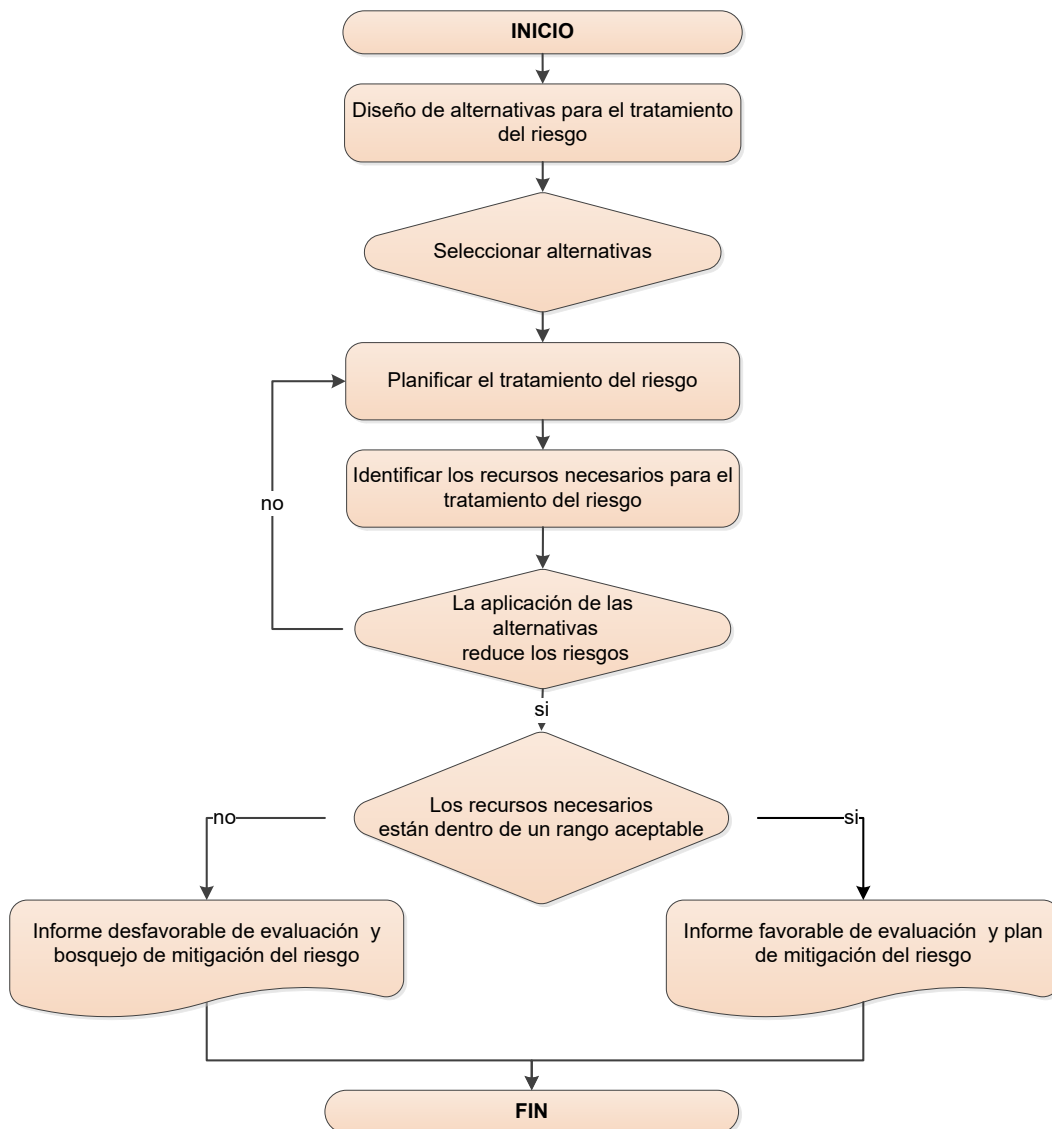 INICIO
Diseño de alternativas para el tratamiento
del riesgo
Seleccionar alternativas
Planificar el tratamiento del riesgo
Identificar los recursos necesarios para el
tratamiento del riesgo
no
La aplicación de las
alternativas
reduce los riesgos
si
Los recursos necesarios
están dentro de un rango aceptable
no
si
Informe desfavorable de evaluación y
bosquejo de mitigación del riesgo
Informe favorable de evaluación y plan
de mitigación del riesgo
FIN